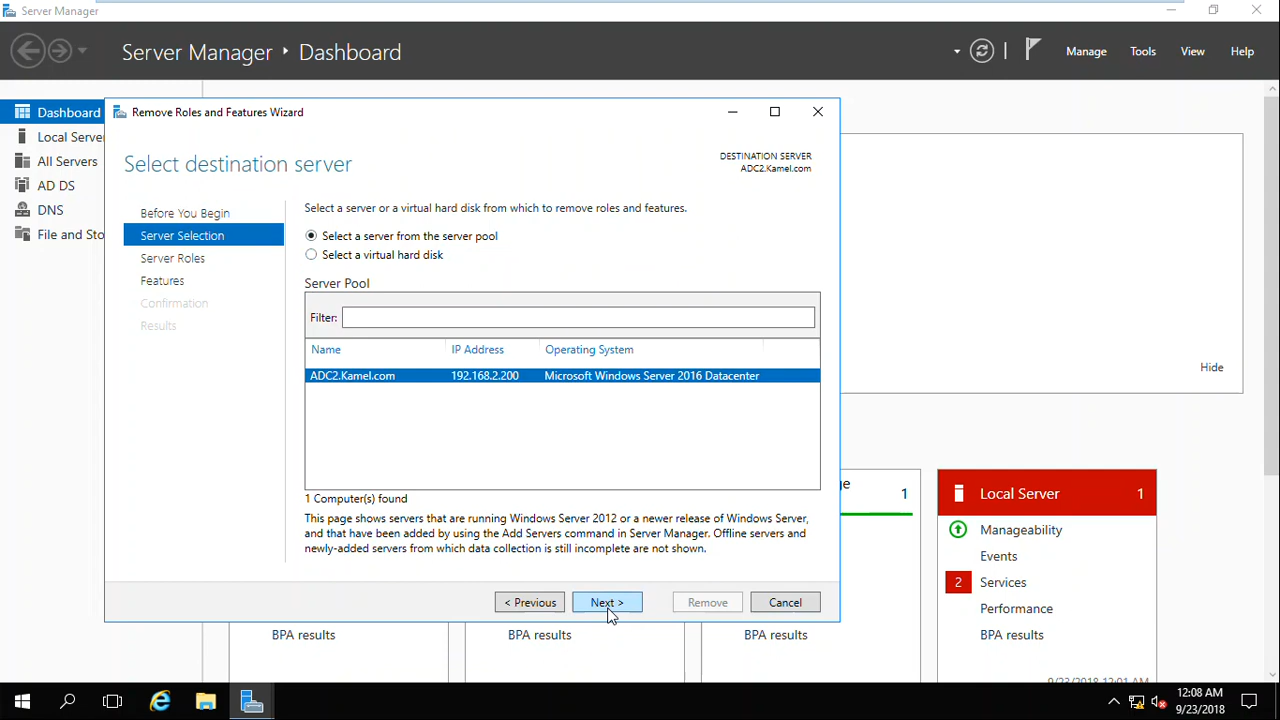 Server Manager
Server Manager ‣ Dashboard
Manage
Tools
View
Help
Dashboard
Local Server
All Servers
AD DS
DNS
File and Sto
Remove Roles and Features Wizard
Select destination server
DESTINATION SERVER
ADC2.Kamel.com
Before You Begin
Server Selection
Server Roles
Features
Confirmation
Results
Select a server or a virtual hard disk from which to remove roles and features.
Select a server from the server pool
Select a virtual hard disk
Server Pool
Filter:
Name IP Address Operating System
ADC2.Kamel.com 192.168.2.200 Microsoft Windows Server 2016 Datacenter
1 Computer(s) found
This page shows servers that are running Windows Server 2012 or a newer release of Windows Server,
and that have been added by using the Add Servers command in Server Manager. Offline servers and
newly-added servers from which data collection is still incomplete are not shown.
< Previous
Next >
Remove
Cancel
Hide
ge 1
Local Server 1
Manageability
Events
2 Services
Performance
BPA results
BPA results
BPA results
BPA results
9/23/2018 12:01 AM
12:08 AM
9/23/2018